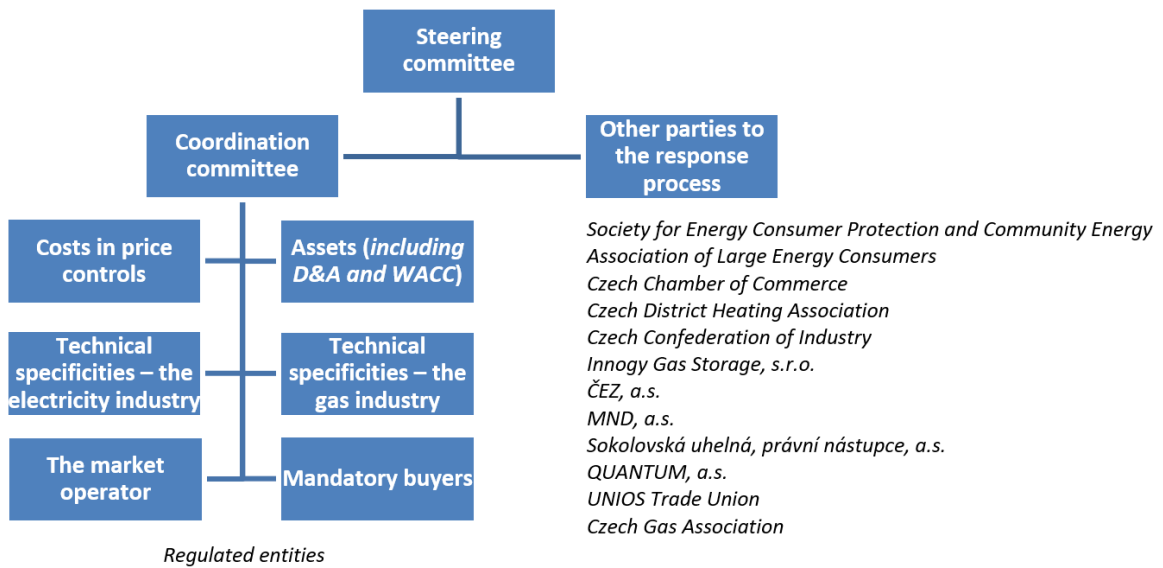 Steering
committee
Coordination
committee
Other parties to
the response
process
Costs in price
controls
Assets (including
D&A and WACC)
Technical
specificities – the
electricity industry
Technical
specificities – the
gas industry
The market
operator
Mandatory buyers
Regulated entities
Society for Energy Consumer Protection and Community Energy
Association of Large Energy Consumers
Czech Chamber of Commerce
Czech District Heating Association
Czech Confederation of Industry
Innogy Gas Storage, s.r.o.
ČEZ, a.s.
MND, a.s.
Sokolovská uhelná, právní nástupce, a.s.
QUANTUM, a.s.
UNIOS Trade Union
Czech Gas Association